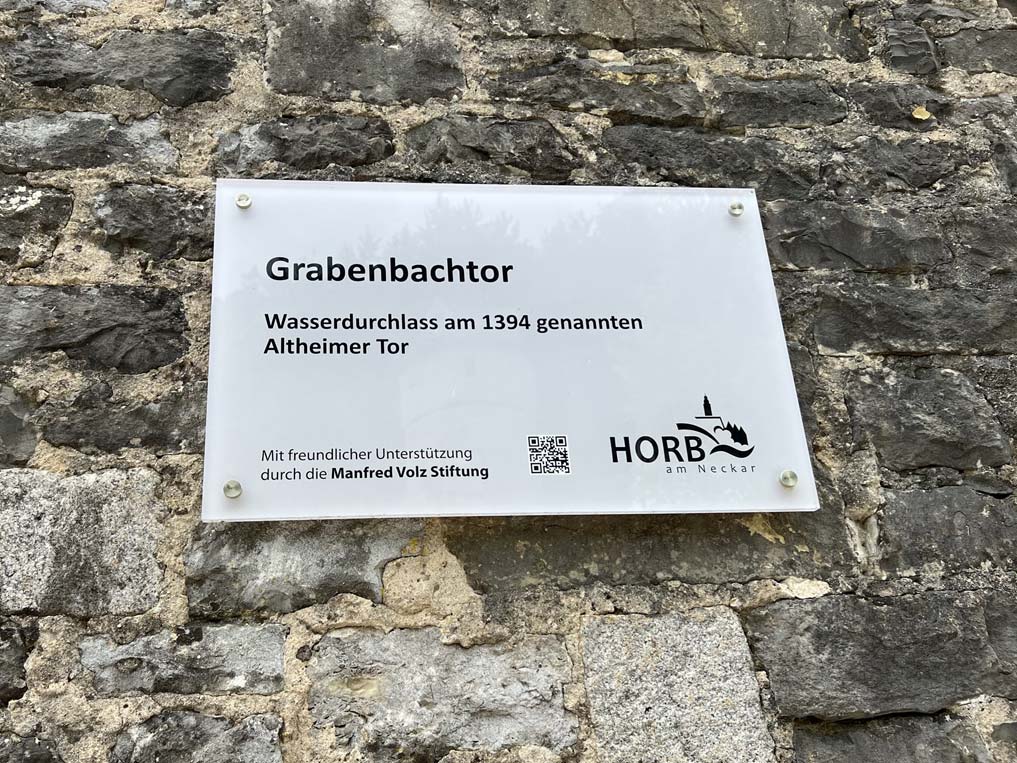 Grabenbachtor
Wasserdurchlass am 1394 genannten
Altheimer Tor
Mit freundlicher Unterstützung
durch die Manfred Volz Stiftung
HORB
am Neckar